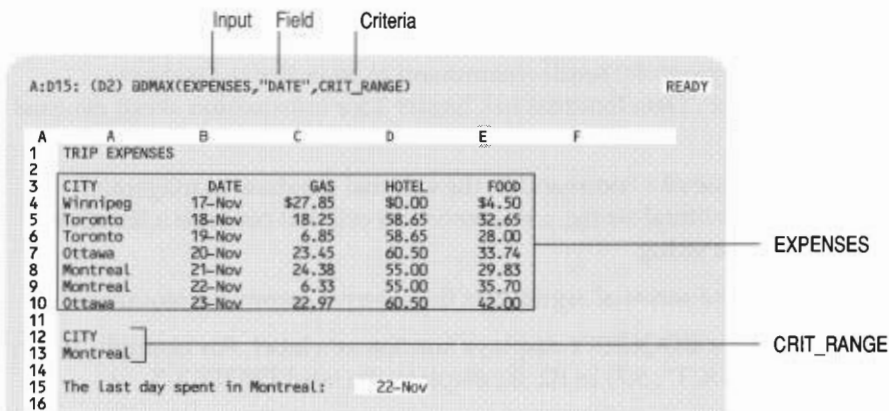 Input Field Criteria
A:D15: (D2) @DMAX(EXPENSES,"DATE",CRIT_RANGE) READY
A A B C D E F
1 TRIP EXPENSES
2
3 CITY DATE GAS HOTEL FOOD
4 Winnipeg 17-Nov $27.85 $0.00 $4.50
5 Toronto 18-Nov 18.25 58.65 32.65
6 Toronto 19-Nov 6.85 58.65 28.00
7 Ottawa 20-Nov 23.45 60.50 33.74
EXPENSES
8 Montreal 21-Nov 24.38 55.00 29.83
9 Montreal 22-Nov 6.33 55.00 35.70
10 Ottawa 23-Nov 22.97 60.50 42.00
11
12 CITY
CRIT_RANGE
13 Montreal
14
15 The last day spent in Montreal: 22-Nov
16